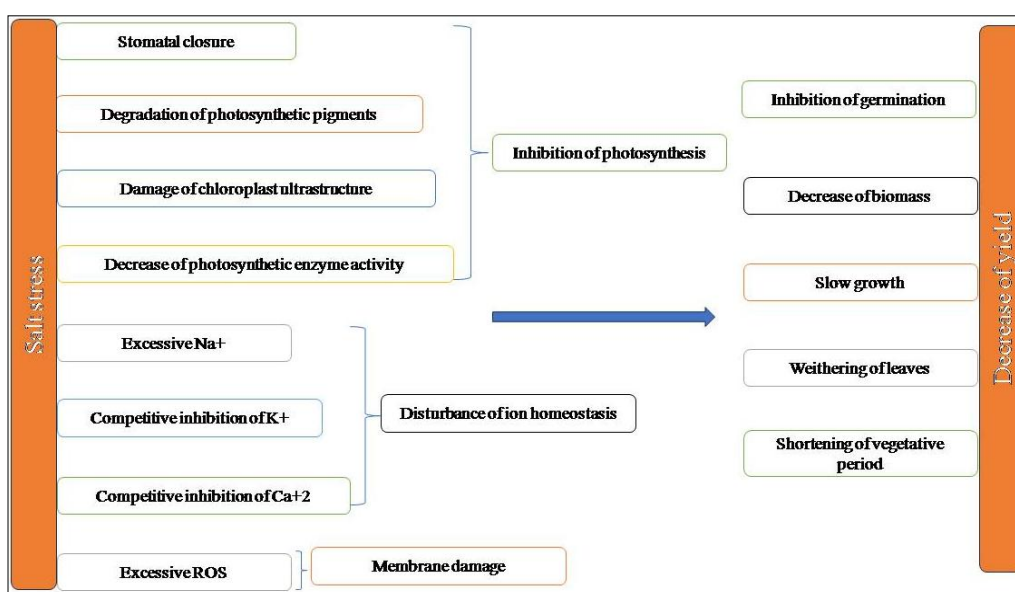 Salt stress
Stomatal closure
Degradation of photosynthetic pigments
Damage of chloroplast ultrastructure
Decrease of photosynthetic enzyme activity
Excessive Na+
Competitive inhibition of K+
Competitive inhibition of Ca+2
Excessive ROS
Inhibition of photosynthesis
Disturbance of ion homeostasis
Membrane damage
Inhibition of germination
Decrease of biomass
Slow growth
Weithering of leaves
Shortening of vegetative
period
Decrease of yield